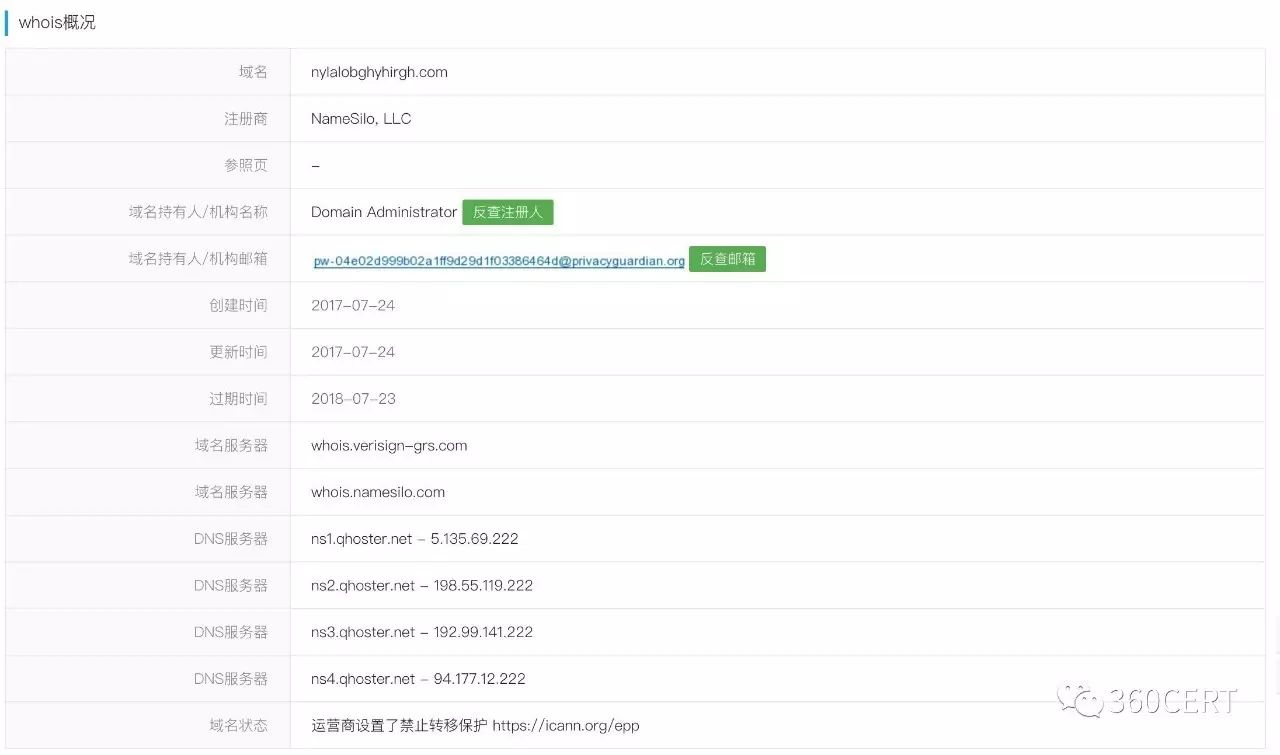 whois概况
域名 nylalobghyhirgh.com
注册商 NameSilo, LLC
参照页 –
域名持有人/机构名称 Domain Administrator 反查注册人
域名持有人/机构邮箱 pw-04e02d999b02a1ff9d29d1f03386464d@privacyguardian.org 反查邮箱
创建时间 2017-07-24
更新时间 2017-07-24
过期时间 2018-07-23
域名服务器 whois.verisign-grs.com
域名服务器 whois.namesilo.com
DNS服务器 ns1.qhoster.net – 5.135.69.222
DNS服务器 ns2.qhoster.net – 198.55.119.222
DNS服务器 ns3.qhoster.net – 192.99.141.222
DNS服务器 ns4.qhoster.net – 94.177.12.222
域名状态 运营商设置了禁止转移保护 https://icann.org/epp
360CERT